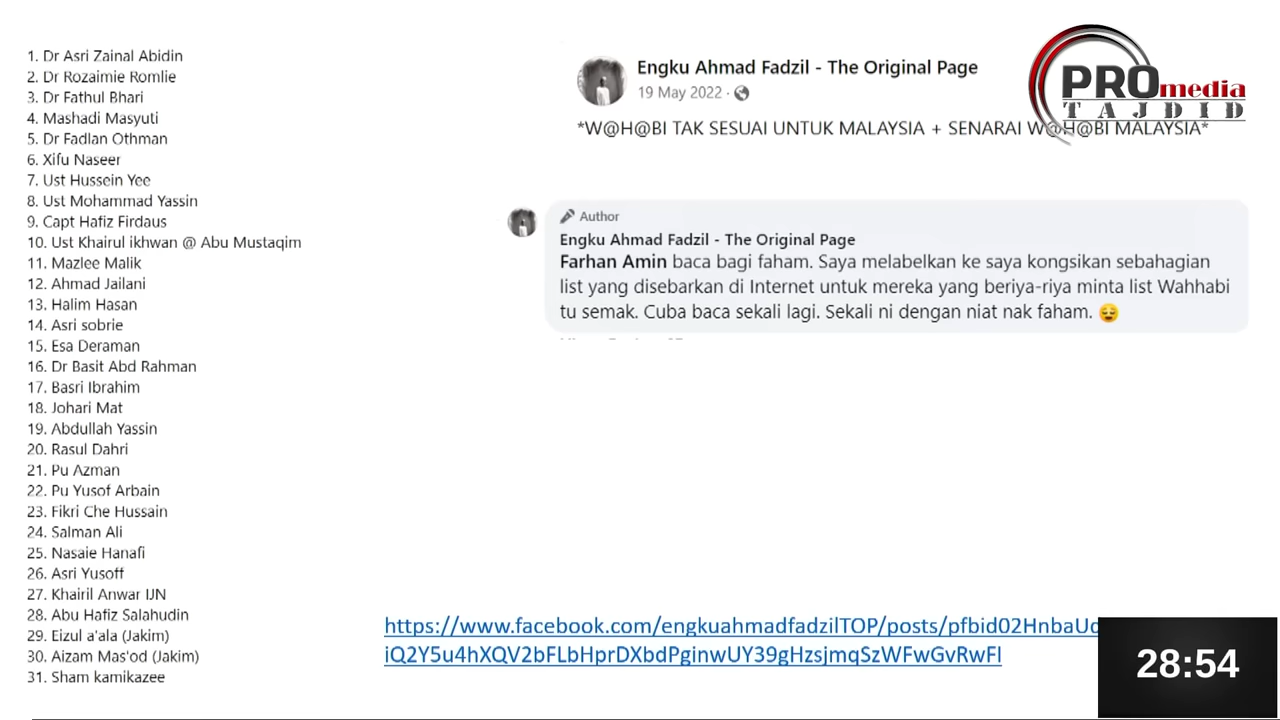 1. Dr Asri Zainal Abidin
2. Dr Rozaimie Romlie
3. Dr Fathul Bhari
4. Mashadi Masyuti
5. Dr Fadlan Othman
6. Xifu Naseer
7. Ust Hussein Yee
8. Ust Mohammad Yassin
9. Capt Hafiz Firdaus
10. Ust Khairul ikhwan @ Abu Mustaqim
11. Mazlee Malik
12. Ahmad Jailani
13. Halim Hasan
14. Asri sobrie
15. Esa Deraman
16. Dr Basit Abd Rahman
17. Basri Ibrahim
18. Johari Mat
19. Abdullah Yassin
20. Rasul Dahri
21. Pu Azman
22. Pu Yusof Arbain
23. Fikri Che Hussain
24. Salman Ali
25. Nasaie Hanafi
26. Asri Yusoff
27. Khairil Anwar IJN
28. Abu Hafiz Salahudin
29. Eizul a'ala (Jakim)
30. Aizam Mas'od (Jakim)
31. Sham kamikazee
Engku Ahmad Fadzil - The Original Page
19 May 2022 ·
PROmedia
TAJDID
*W@H@BI TAK SESUAI UNTUK MALAYSIA + SENARAI W@H@BI MALAYSIA*
Author
Engku Ahmad Fadzil - The Original Page
Farhan Amin baca bagi faham. Saya melabelkan ke saya kongsikan sebahagian
list yang disebarkan di Internet untuk mereka yang beriya-riya minta list Wahhabi
tu semak. Cuba baca sekali lagi. Sekali ni dengan niat nak faham. 😌
https://www.facebook.com/engkuahmadfadzilTOP/posts/pfbid02HnbaU
iQ2Y5u4hXQV2bFLbHprDXbdPginwUY39gHzsjmqSzWFwGvRwFl
28:54